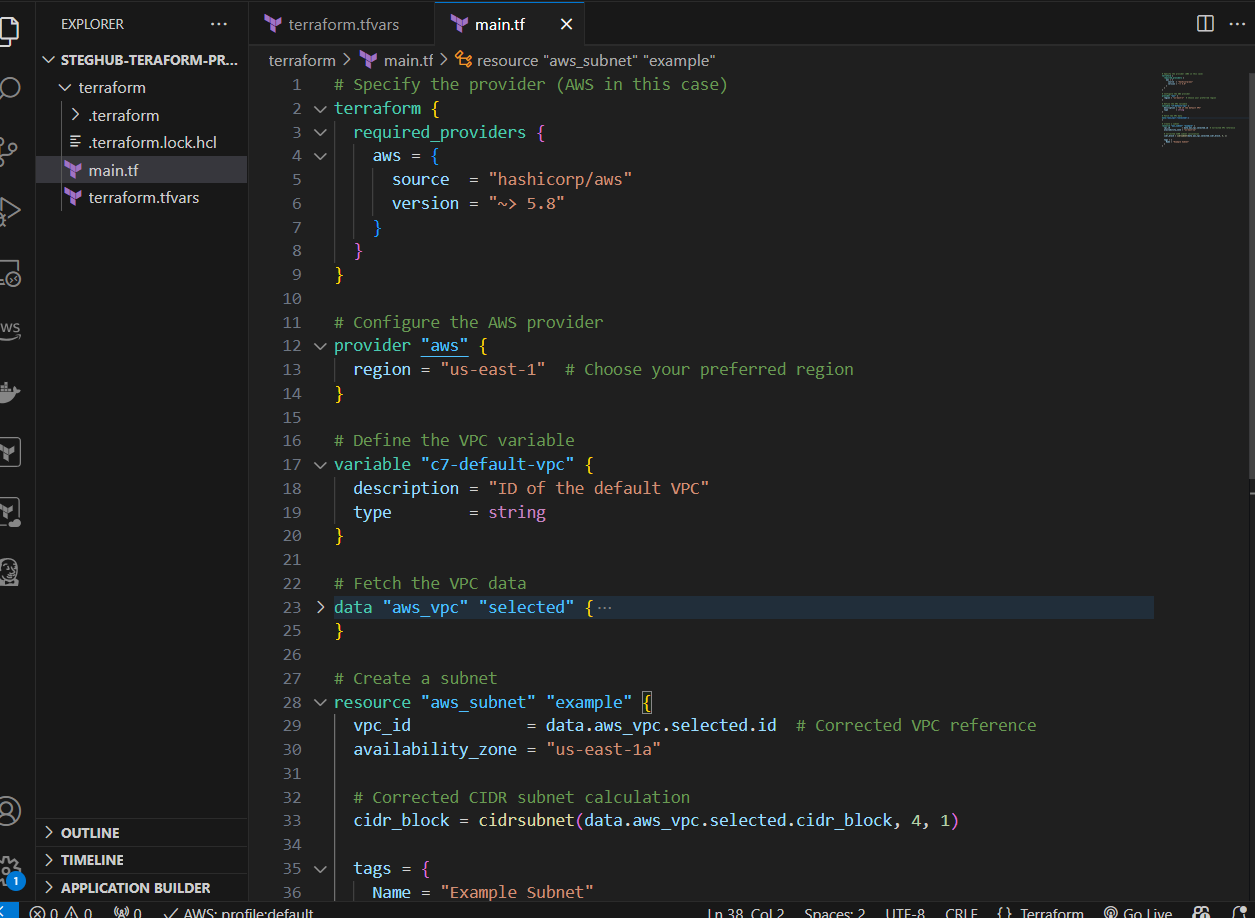 EXPLORER ···
STEGHUB-TERAFORM-PR...
terraform
.terraform
.terraform.lock.hcl
main.tf
terraform.tfvars
OUTLINE
TIMELINE
APPLICATION BUILDER
aws
1
terraform.tfvars main.tf
terraform > main.tf > resource "aws_subnet" "example"
1 # Specify the provider (AWS in this case)
2 terraform {
3 required_providers {
4 aws = {
5 source = "hashicorp/aws"
6 version = "~> 5.8"
7 }
8 }
9 }
10
11 # Configure the AWS provider
12 provider "aws" {
13 region = "us-east-1" # Choose your preferred region
14 }
15
16 # Define the VPC variable
17 variable "c7-default-vpc" {
18 description = "ID of the default VPC"
19 type = string
20 }
21
22 # Fetch the VPC data
23 data "aws_vpc" "selected" { ···
25 }
26
27 # Create a subnet
28 resource "aws_subnet" "example" {
29 vpc_id = data.aws_vpc.selected.id # Corrected VPC reference
30 availability_zone = "us-east-1a"
31
32 # Corrected CIDR subnet calculation
33 cidr_block = cidrsubnet(data.aws_vpc.selected.cidr_block, 4, 1)
34
35 tags = {
36 Name = "Example Subnet"
0 0 0 AWS: profile:default Ln 38, Col 2 Spaces: 2 UTF-8 CRLF {} Terraform Go Live